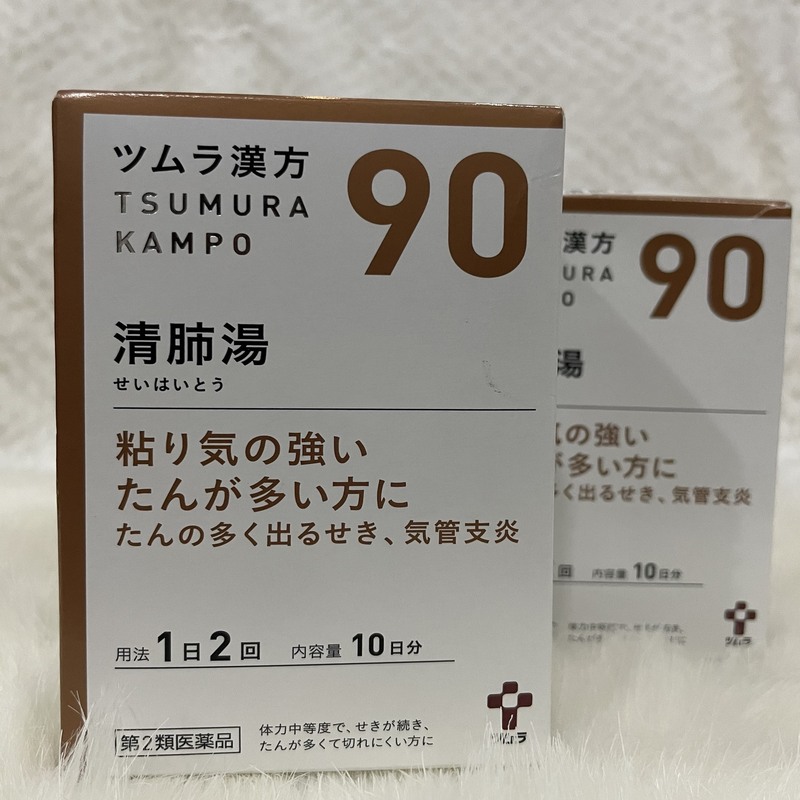 ツムラ漢方
TSUMURA
KAMPO
90
清肺湯
せいはいとう
粘り気の強い
たんが多い方に
たんの多く出るせき、気管支炎
用法 1日2回 内容量 10日分
第2類医薬品
体力中等度で、せきが続き、
たんが多くて切れにくい方に
ツムラ
漢方
URA
O
90
湯
の強い
多い方に
多く出るせき、気管支炎
回 内容量 10日分
ツムラ